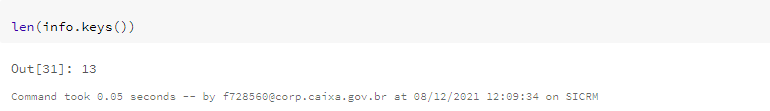 len(info.keys())
Out[31]: 13
Command took 0.05 seconds -- by f728560@corp.caixa.gov.br at 08/12/2021 12:09:34 on SICRM